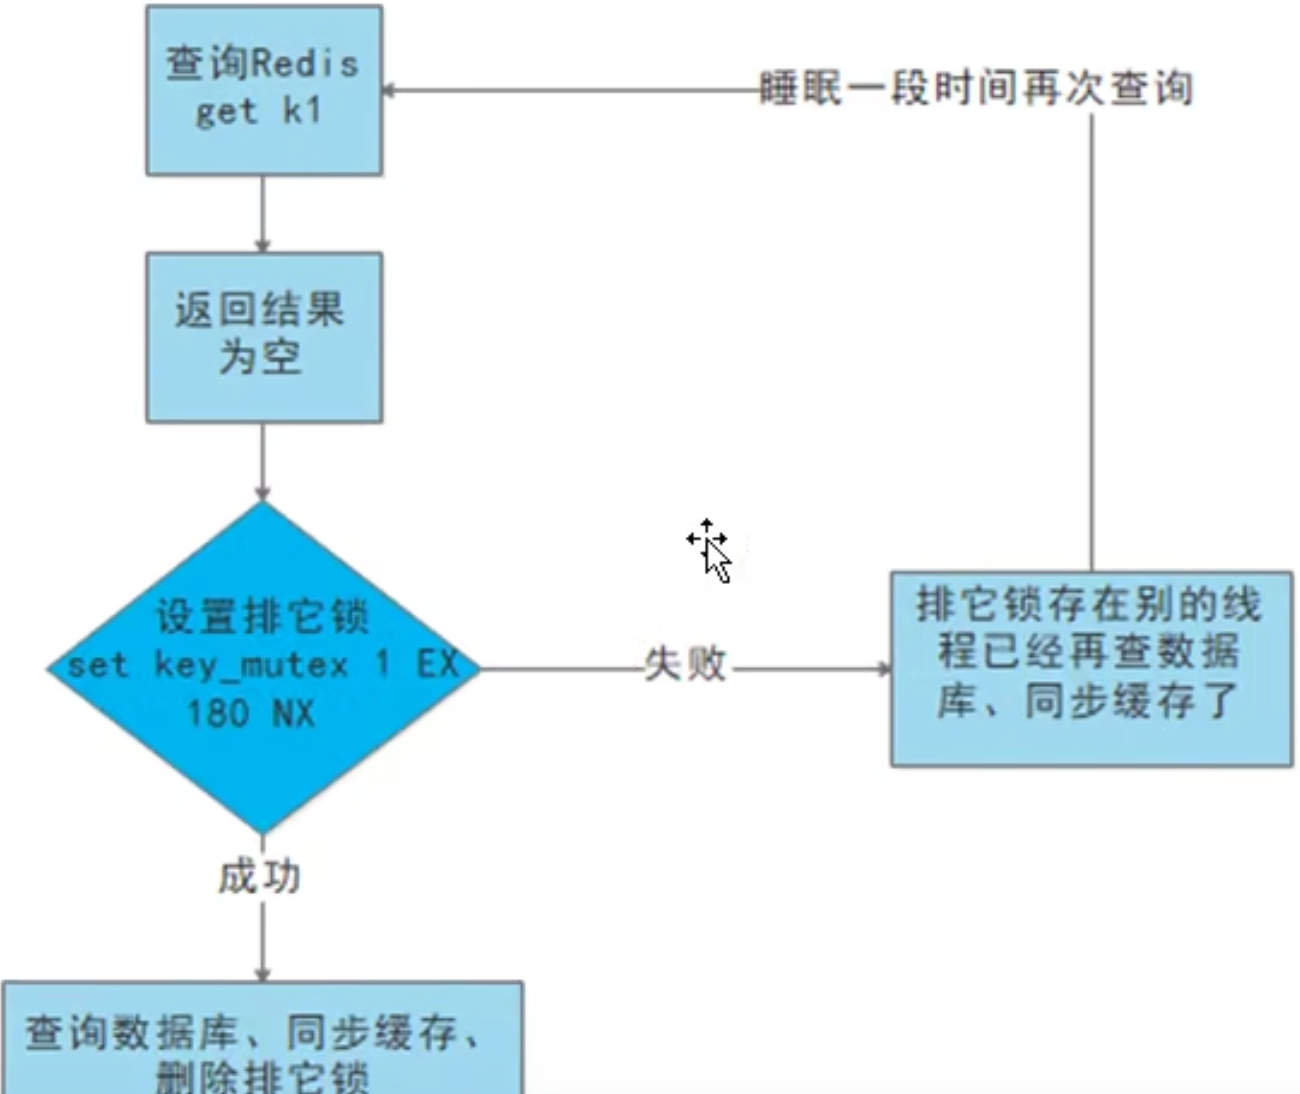 查询Redis
get k1
睡眠一段时间再次查询
返回结果
为空
设置排它锁
set key_mutex 1 EX
180 NX
失败
排它锁存在别的线
程已经再查数据
库、同步缓存了
成功
查询数据库、同步缓存、
删除排它锁